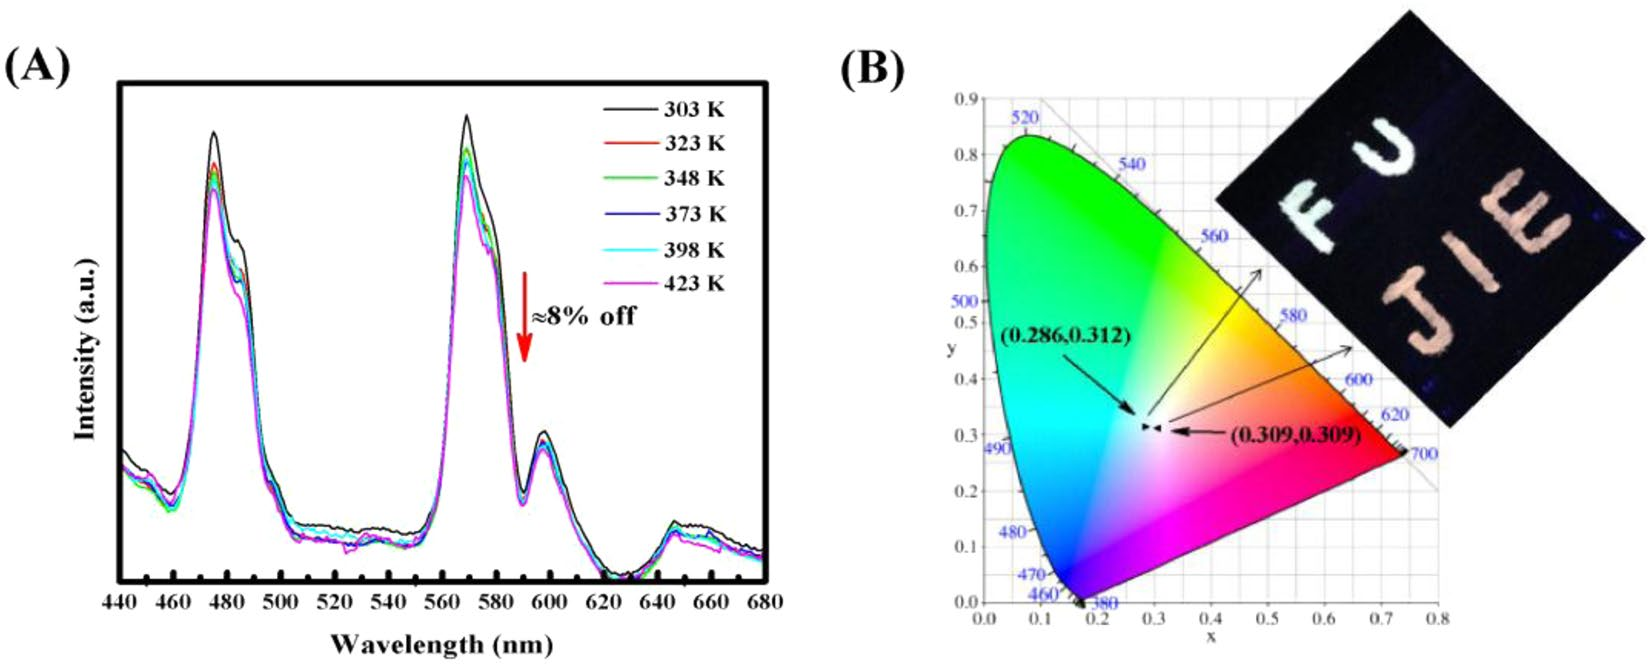 (A)
303 K
323 K
348 K
373 K
398 K
423 K
≈8% off
Intensity (a.u.)
440 460 480 500 520 540 560 580 600 620 640 660 680
Wavelength (nm)
(B)
0.9
0.8
0.7
0.6
0.5
0.4
0.3
0.2
0.1
0.0
y
0.0 0.1 0.2 0.3 0.4 0.5 0.6 0.7 0.8
x
520
540
560
580
600
620
700
500
490
480
470
460
380
(0.286,0.312)
(0.309,0.309)
FU
JIE